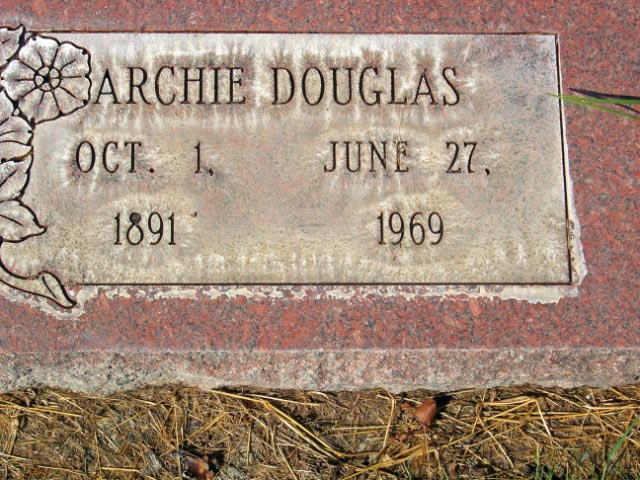 ARCHIE DOUGLAS
OCT. 1, JUNE 27,
1891 1969